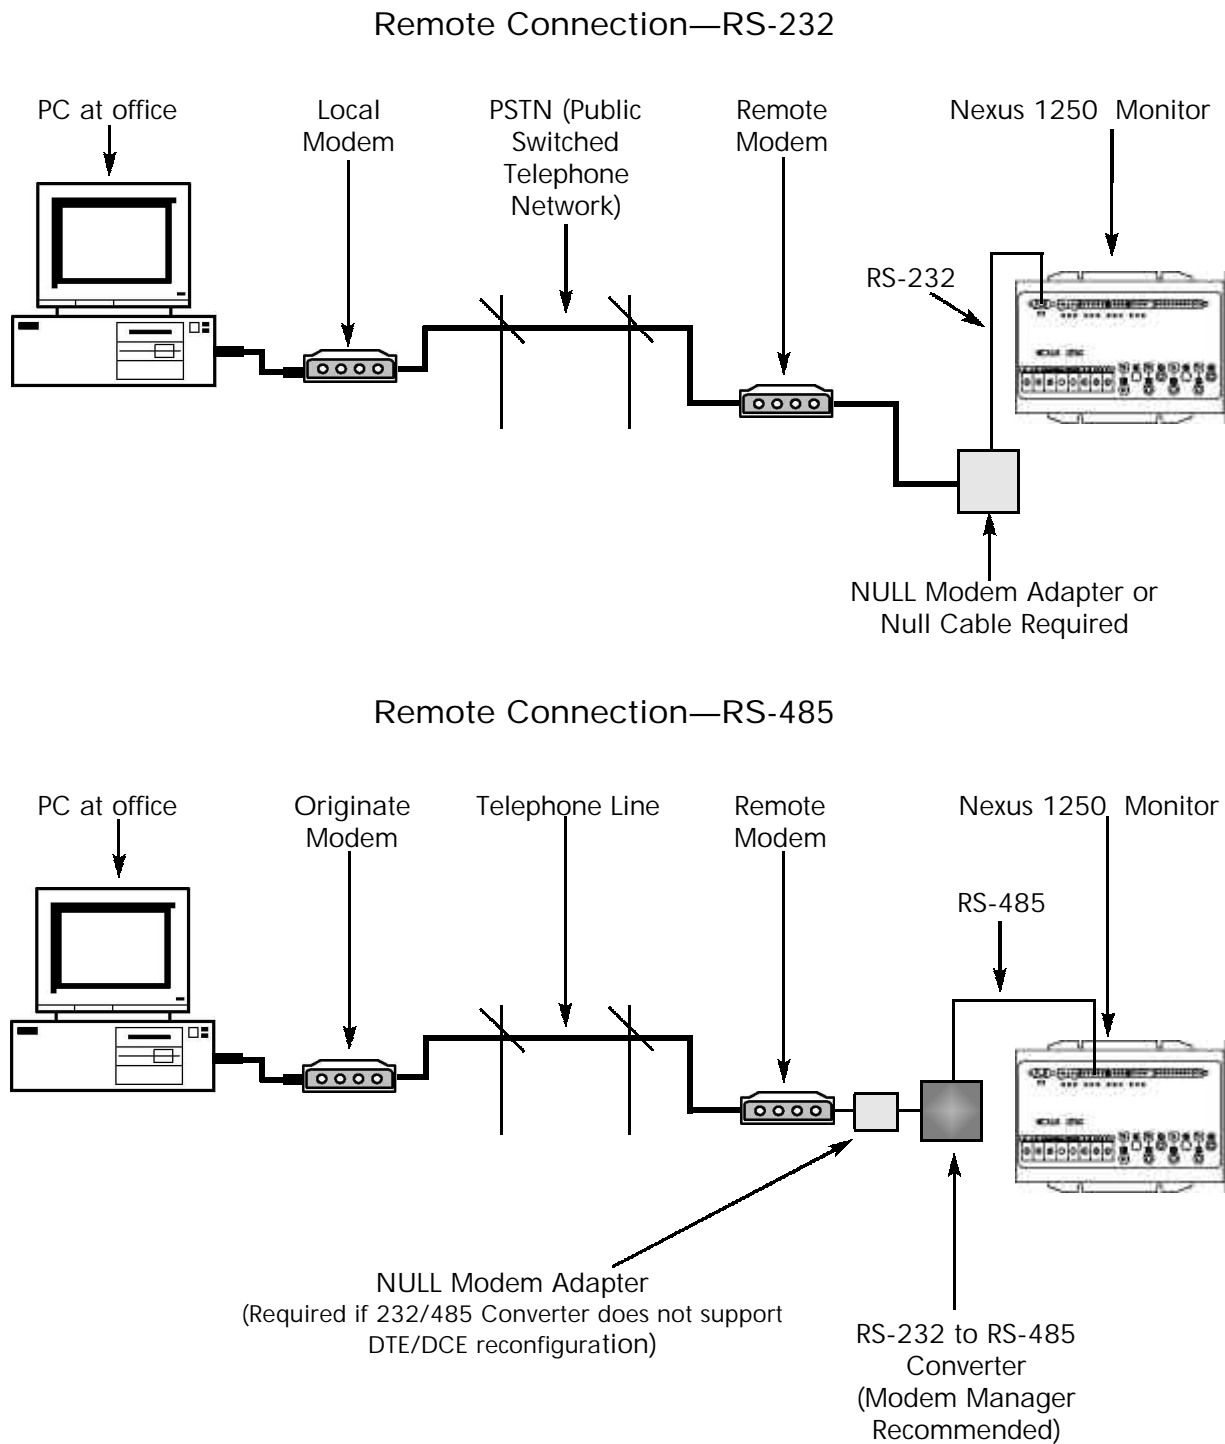 Remote Connection—RS-232
PC at office
Local
Modem
PSTN (Public
Switched
Telephone
Network)
Remote
Modem
Nexus 1250 Monitor
RS-232
NULL Modem Adapter or
Null Cable Required
Remote Connection—RS-485
PC at office
Originate
Modem
Telephone Line
Remote
Modem
Nexus 1250 Monitor
RS-485
NULL Modem Adapter
(Required if 232/485 Converter does not support
DTE/DCE reconfiguration)
RS-232 to RS-485
Converter
(Modem Manager
Recommended)